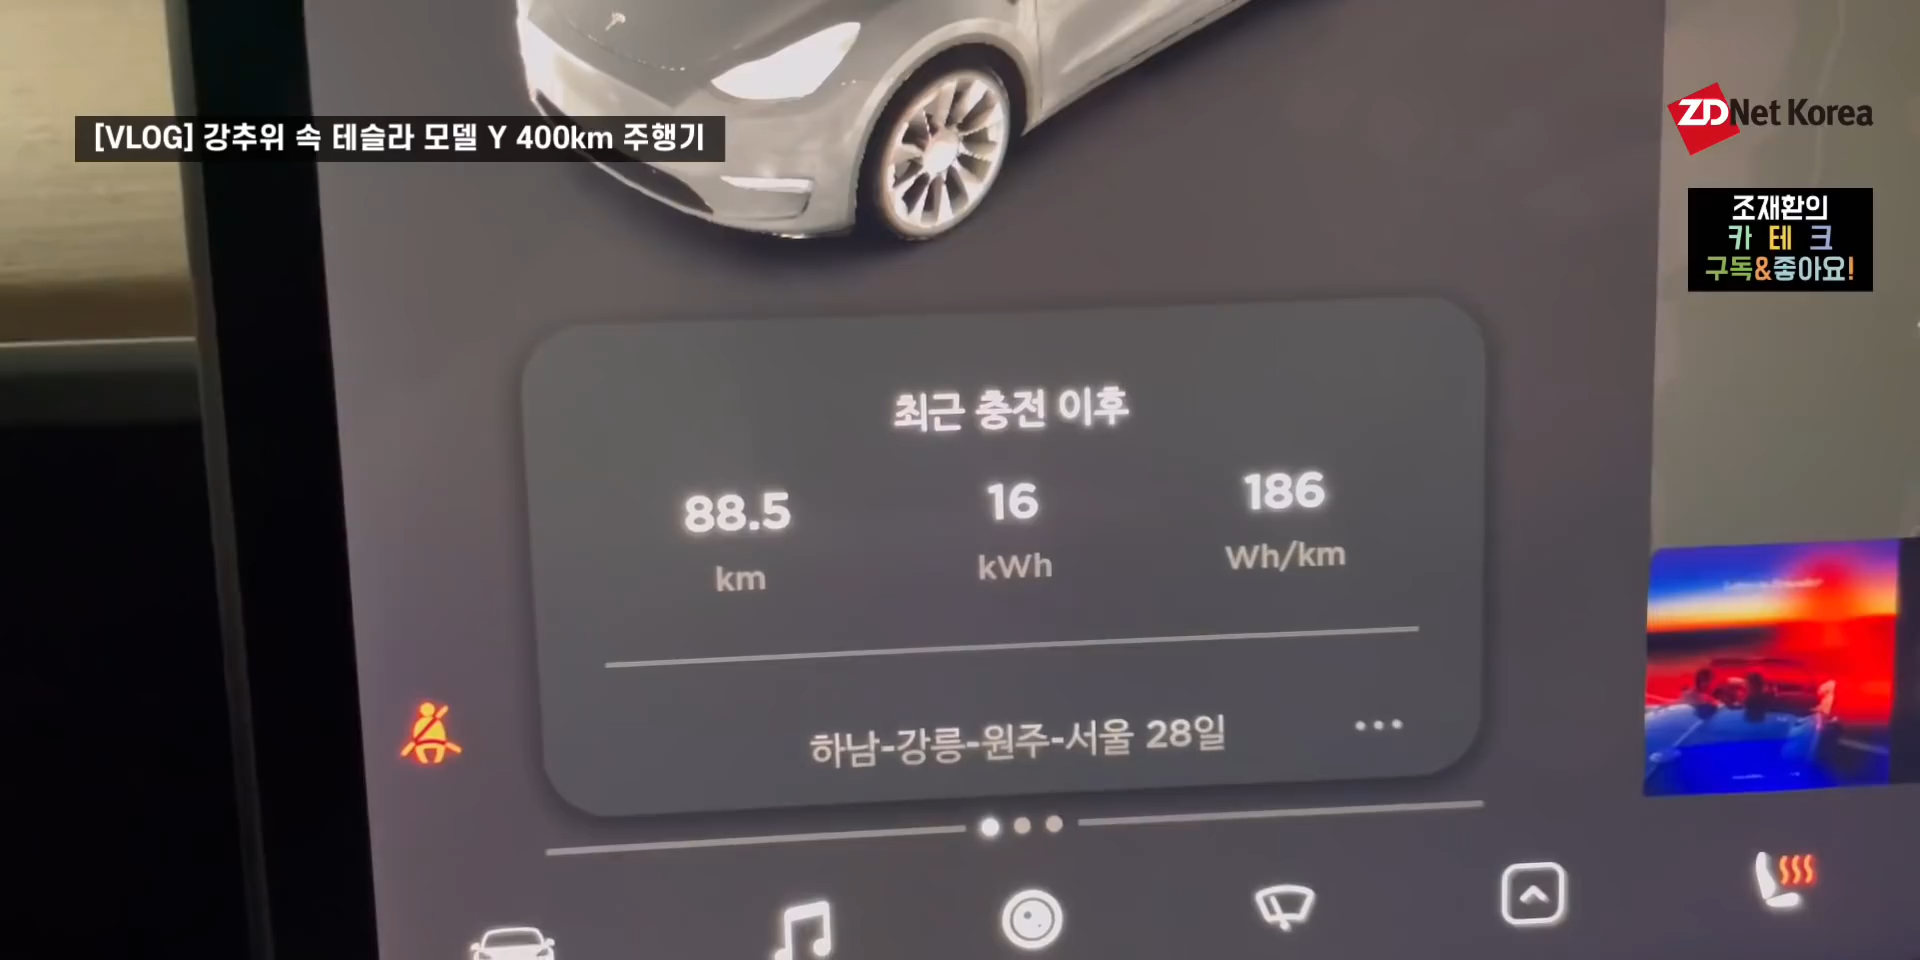 [VLOG] 강추위 속 테슬라 모델 Y 400km 주행기
ZDNet Korea
조재환의
카 테 크
구독&좋아요!
최근 충전 이후
88.5 16 186
km kWh Wh/km
하남-강릉-원주-서울 28일